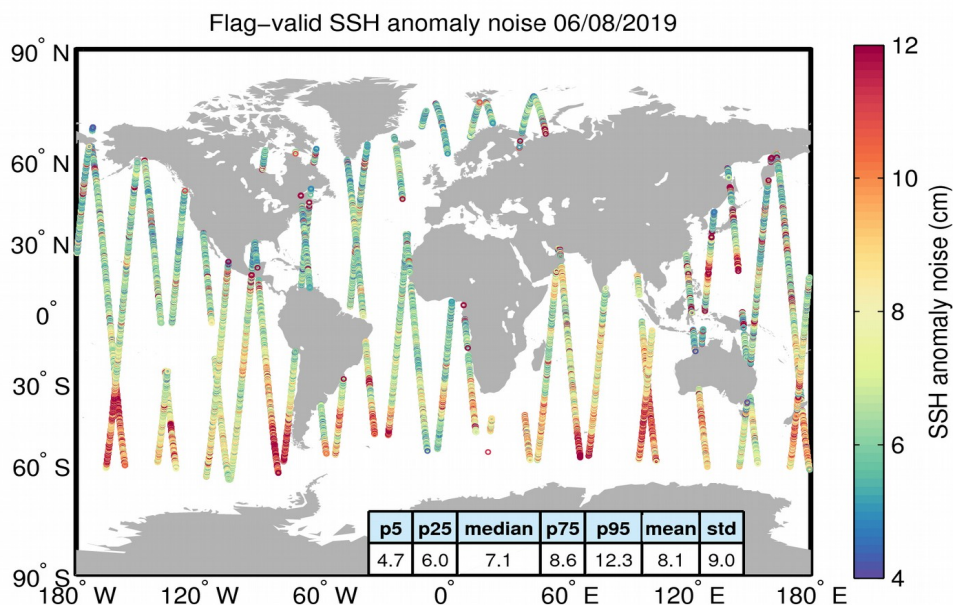 Flag−valid SSH anomaly noise 06/08/2019
90° N
60° N
30° N
0°
30° S
60° S
90° S
180° W 120° W 60° W 0° 60° E 120° E 180° E
p5 p25 median p75 p95 mean std
4.7 6.0 7.1 8.6 12.3 8.1 9.0
12
10
8
6
4
SSH anomaly noise (cm)